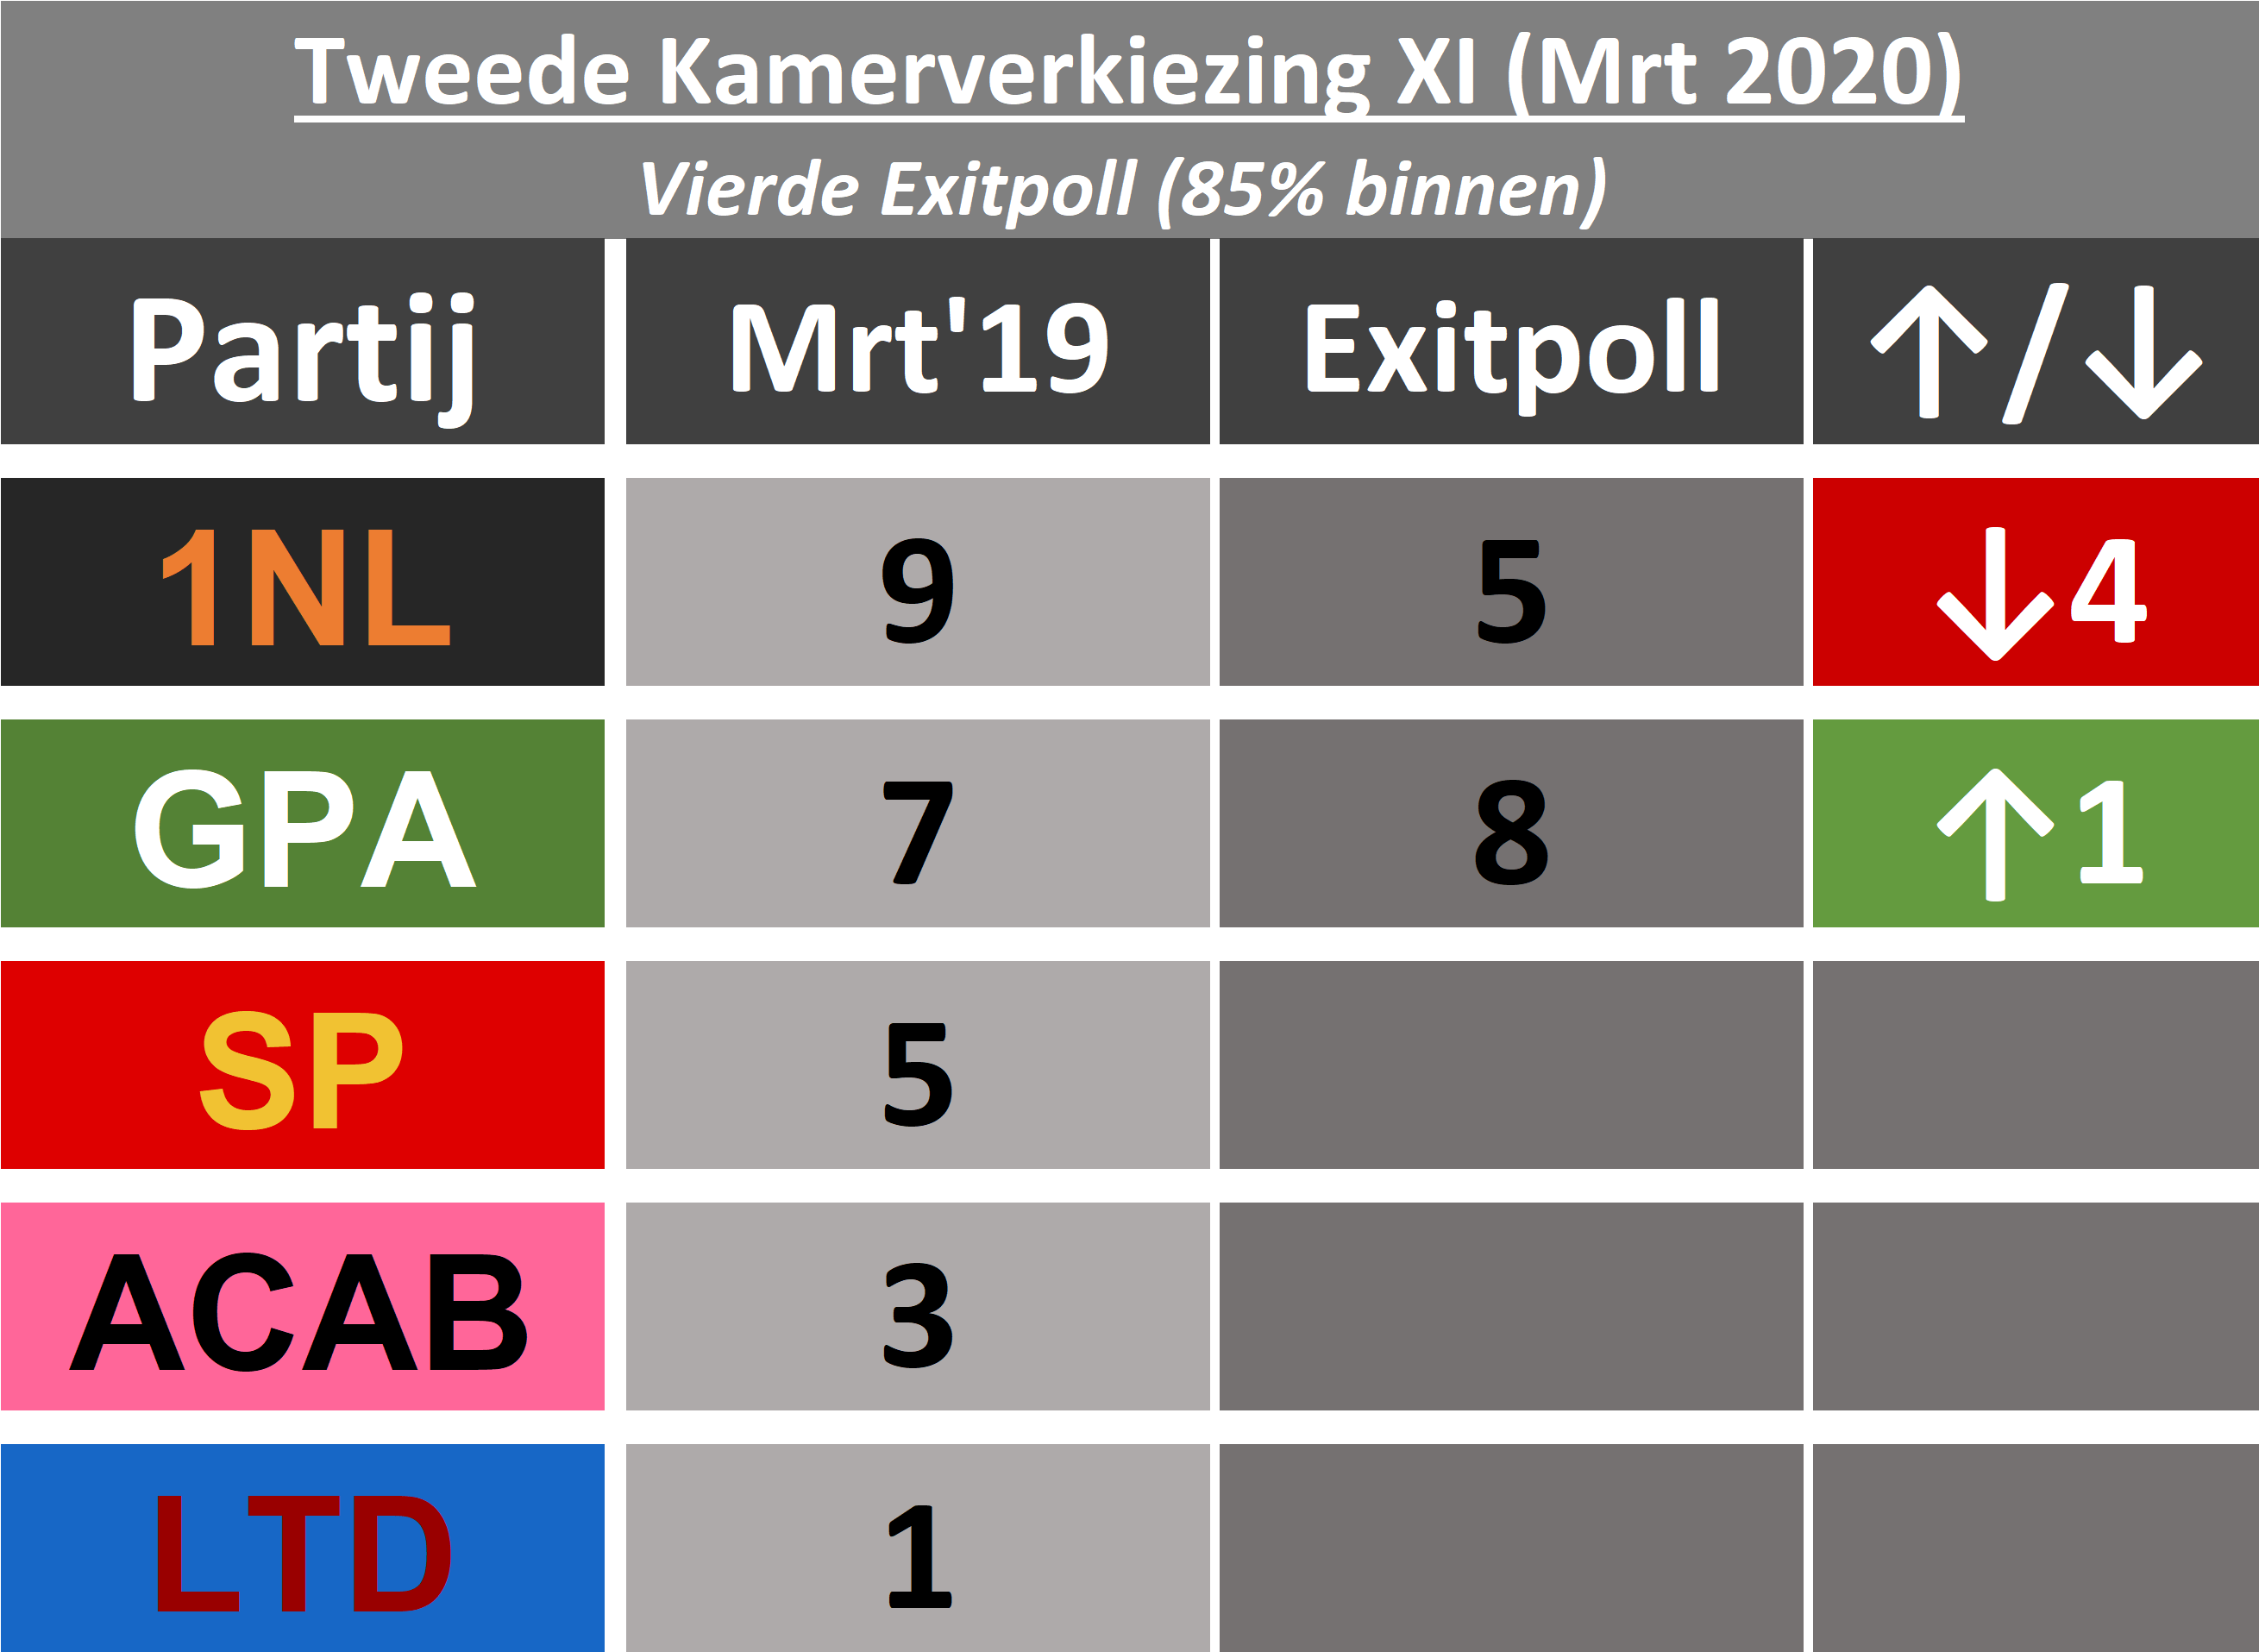 Tweede Kamerverkiezing XI (Mrt 2020)
Vierde Exitpoll (85% binnen)
Partij Mrt'19 Exitpoll ↑/↓
1NL 9 5 ↓4
GPA 7 8 ↑1
SP 5
ACAB 3
LTD 1